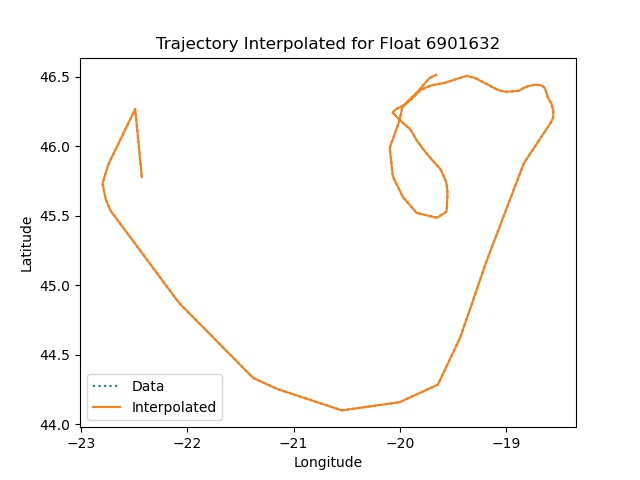 Trajectory Interpolated for Float 6901632
46.5
46.0
45.5
45.0
44.5
44.0
Latitude
Data
Interpolated
−23
−22
−21
−20
−19
Longitude